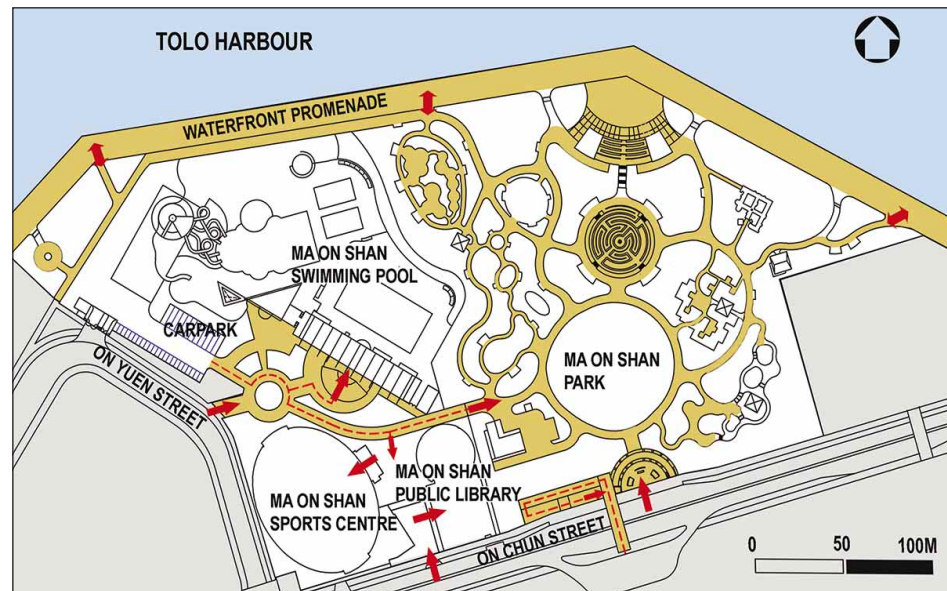 TOLO HARBOUR
WATERFRONT PROMENADE
MA ON SHAN
SWIMMING POOL
CARPARK
ON YUEN STREET
MA ON SHAN
PARK
MA ON SHAN
PUBLIC LIBRARY
MA ON SHAN
SPORTS CENTRE
ON CHUN STREET
0 50 100M